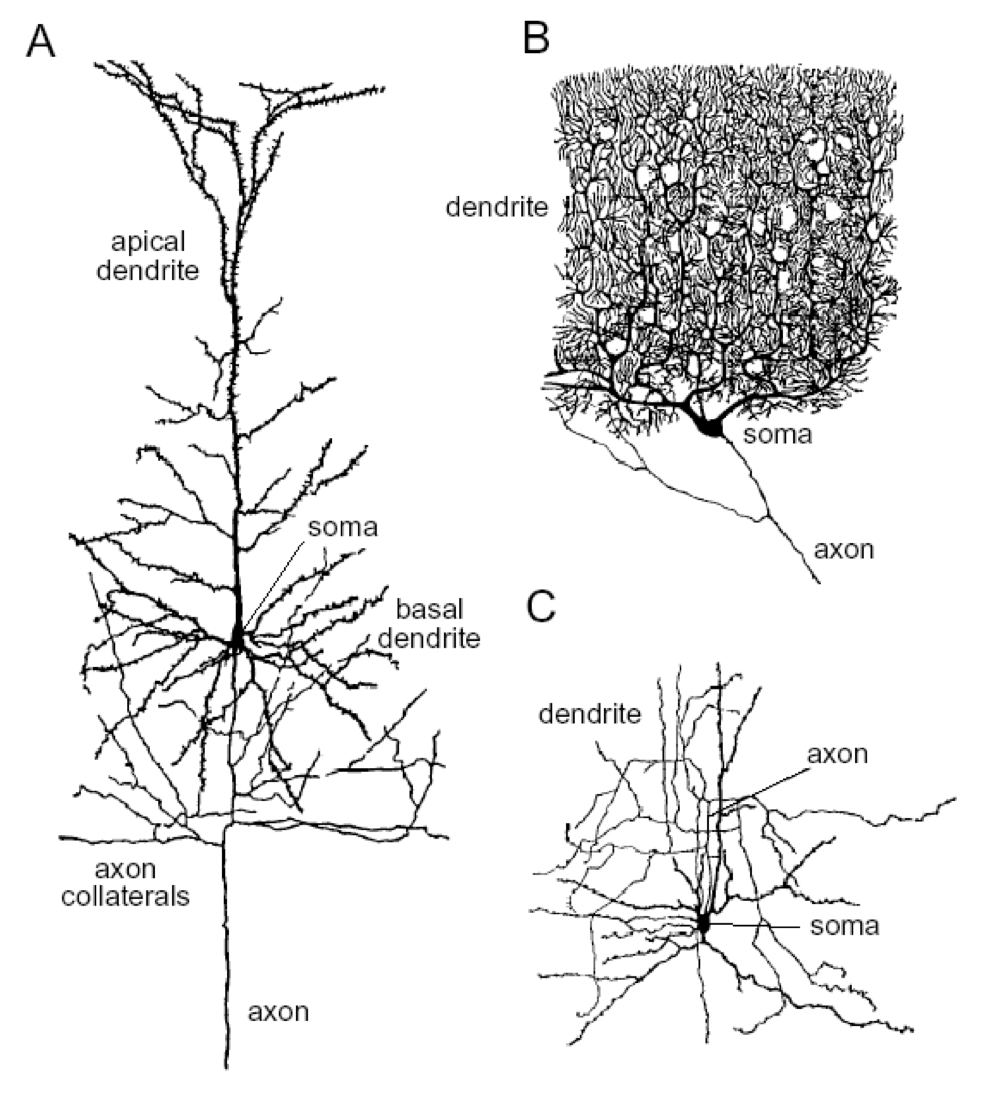 A
apical
dendrite
soma
basal
dendrite
axon
collaterals
axon
B
dendrite
soma
axon
C
dendrite
axon
soma